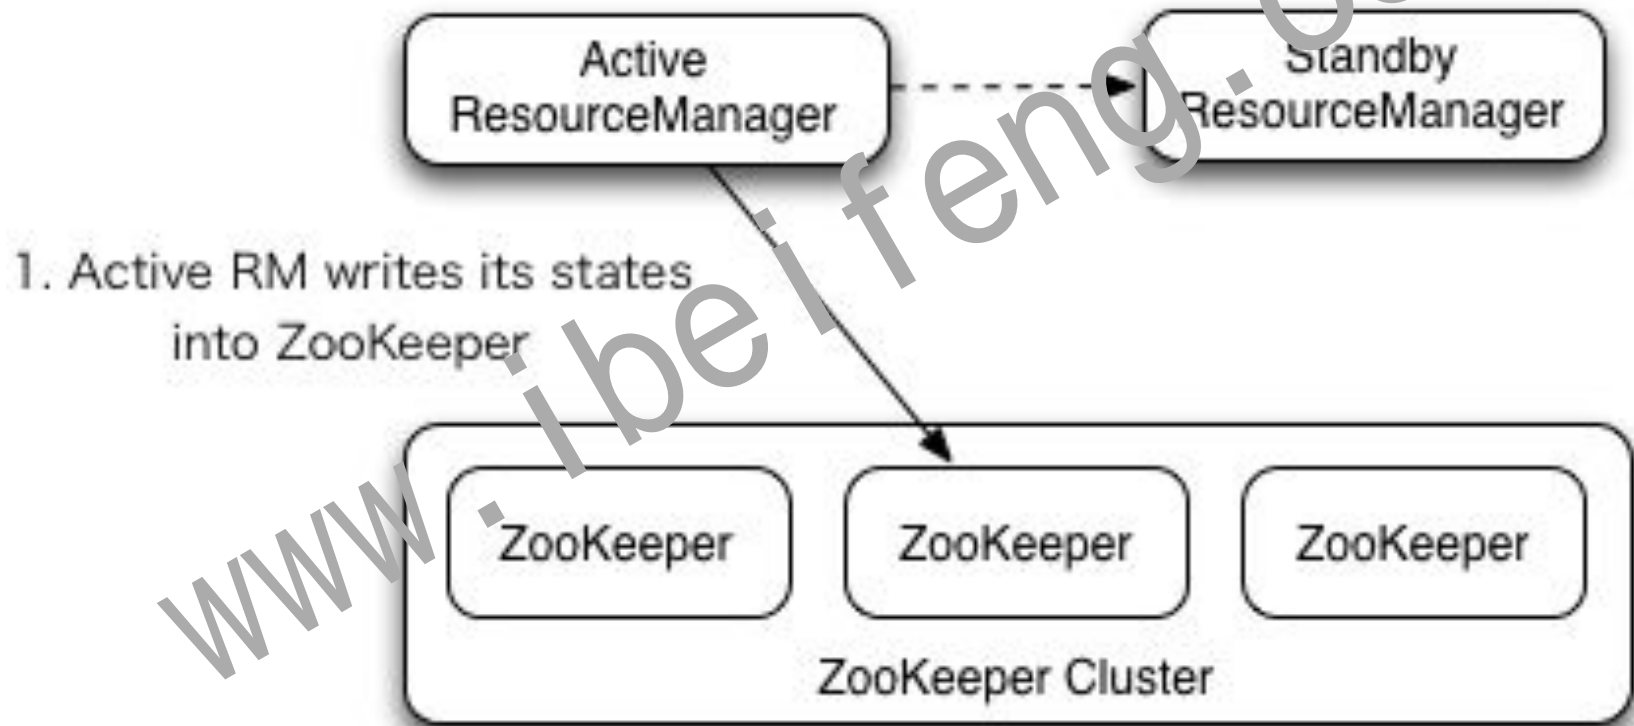 Active
ResourceManager
Standby
ResourceManager
1. Active RM writes its states
into ZooKeeper
ZooKeeper
ZooKeeper
ZooKeeper
ZooKeeper Cluster
www.ibeifeng.